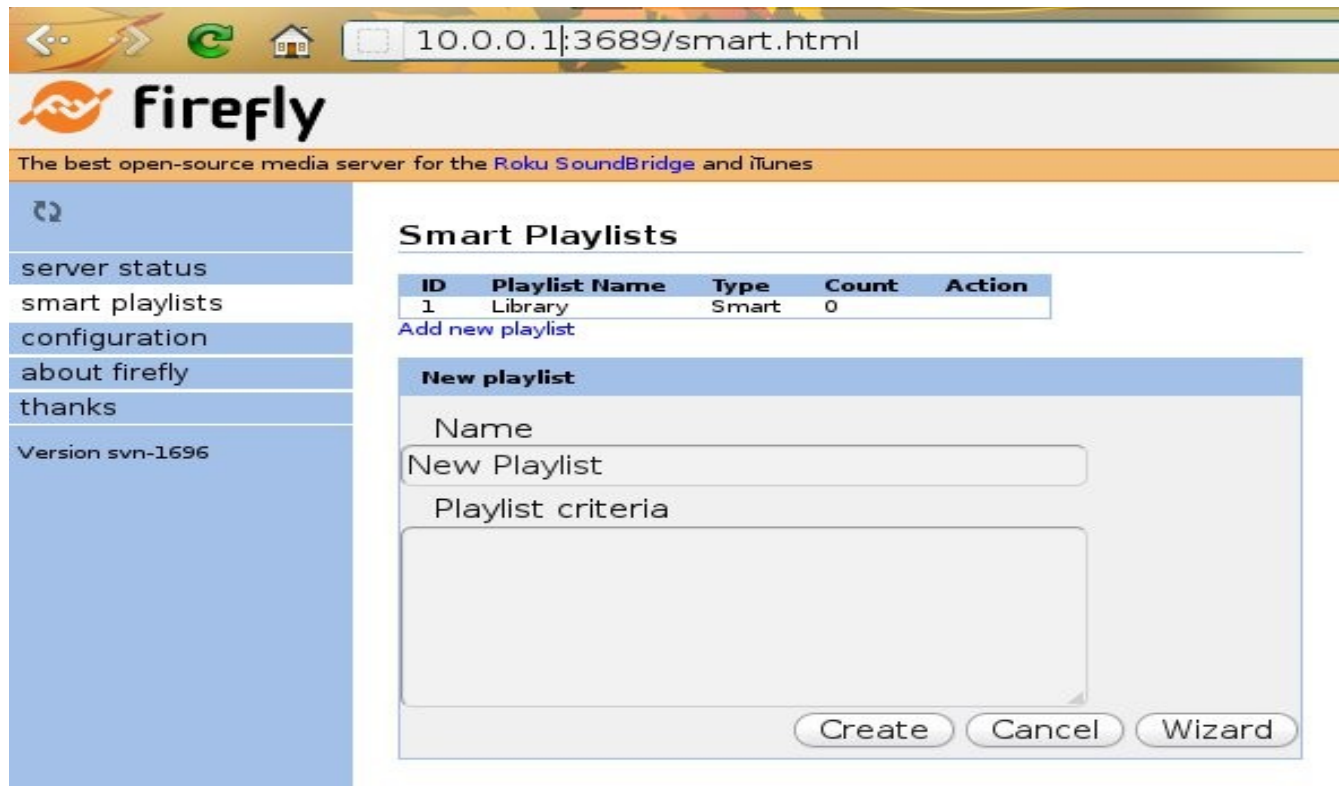 10.0.0.1:3689/smart.html
firefly
The best open-source media server for the Roku SoundBridge and iTunes
server status
smart playlists
configuration
about firefly
thanks
Version svn-1696
Smart Playlists
ID Playlist Name Type Count Action
1 Library Smart 0
Add new playlist
New playlist
Name
New Playlist
Playlist criteria
Create Cancel Wizard